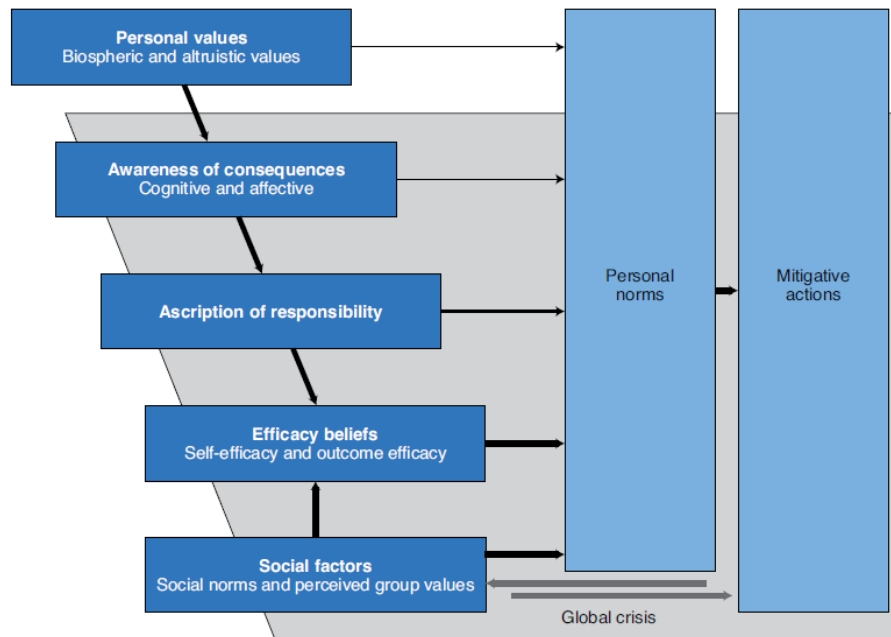 Personal values
Biospheric and altruistic values
Awareness of consequences
Cognitive and affective
Ascription of responsibility
Efficacy beliefs
Self-efficacy and outcome efficacy
Social factors
Social norms and perceived group values
Personal
norms
Mitigative
actions
Global crisis